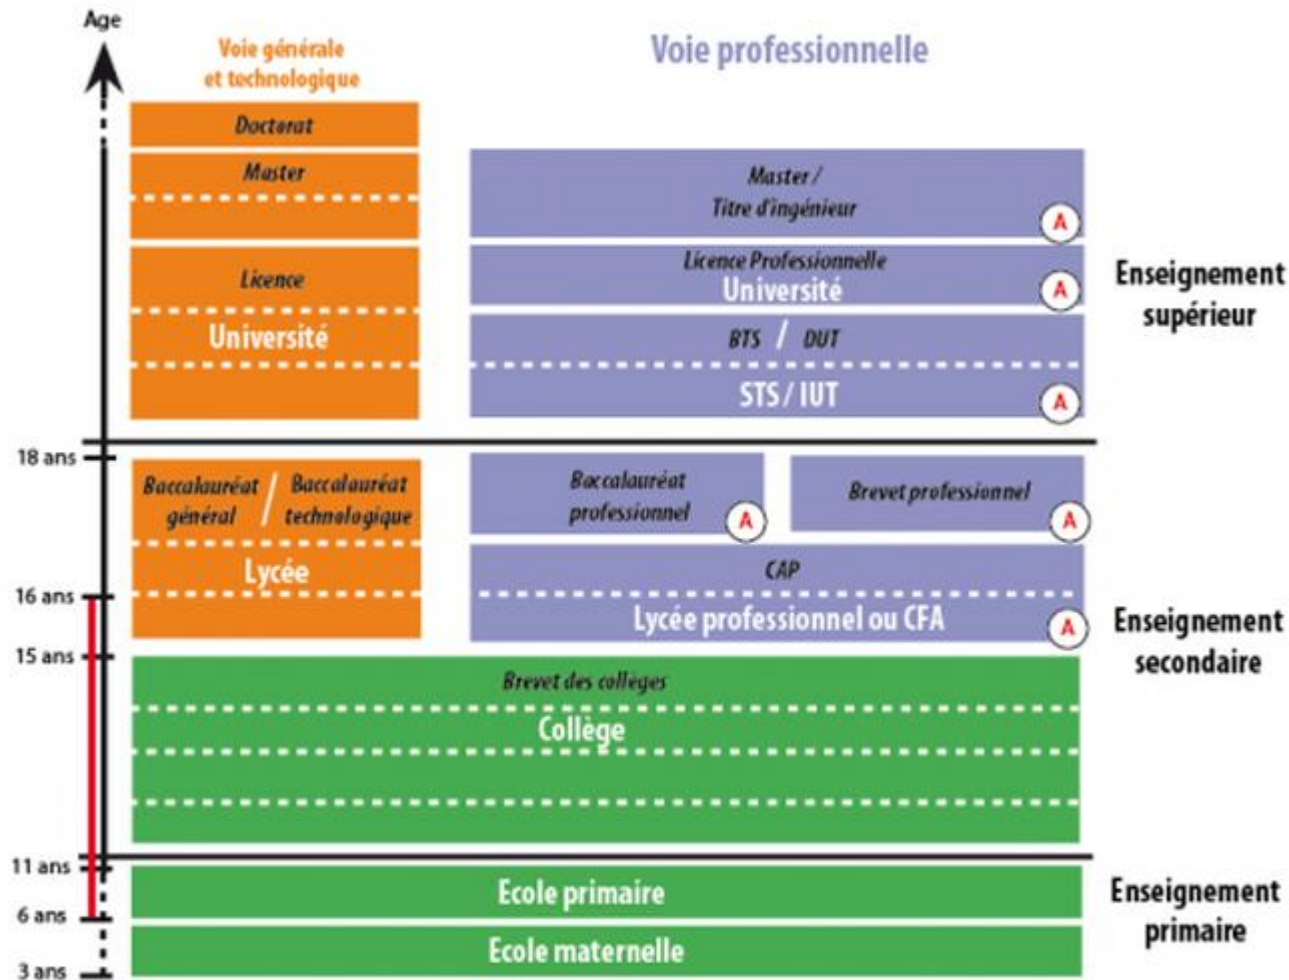 Age
Voie générale
et technologique
Voie professionnelle
Doctorat
Master
Master /
Titre d'ingénieur
A
Licence
Université
Licence Professionnelle
Université
A
BTS / DUT
STS / IUT
A
Enseignement
supérieur
18 ans
Baccalauréat
général
/
Baccalauréat
technologique
Lycée
Baccalauréat
professionnel
A
Brevet professionnel
A
16 ans
CAP
Lycée professionnel ou CFA
A
Enseignement
secondaire
15 ans
Brevet des collèges
Collège
11 ans
Ecole primaire
6 ans
Ecole maternelle
3 ans
Enseignement
primaire